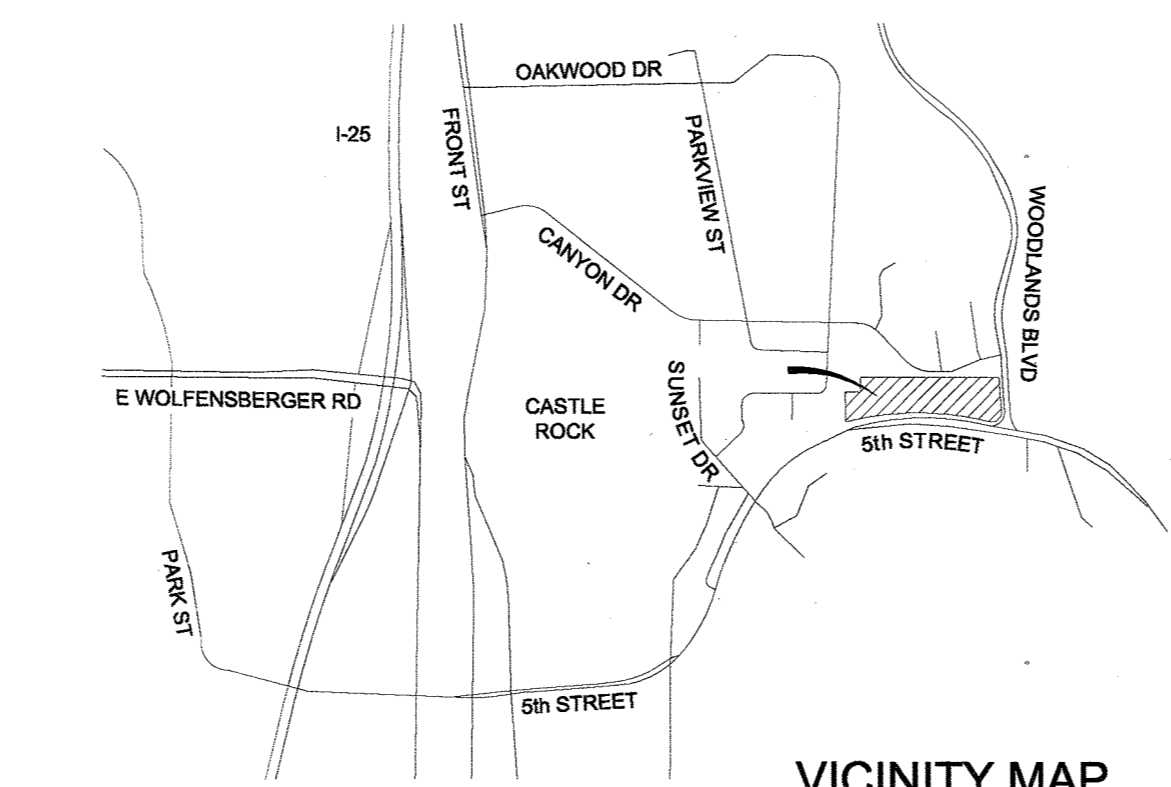 OAKWOOD DR
I-25
FRONT ST
PARKVIEW ST
WOODLANDS BLVD
CANYON DR
E WOLFENSBERGER RD
CASTLE
ROCK
SUNSET DR
5th STREET
PARK ST
5th STREET
VICINITY MAP